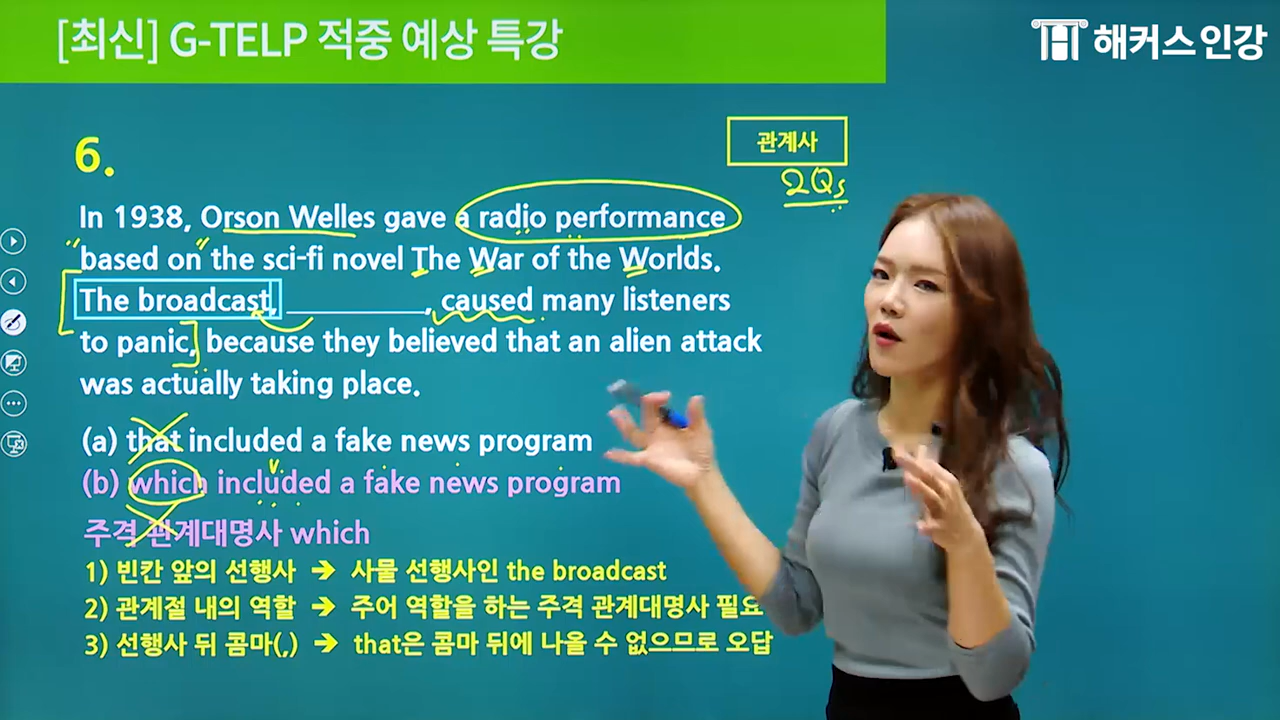 [최신] G-TELP 적중 예상 특강
해커스인강
관계사
2Qs
6.
In 1938, Orson Welles gave a radio performance
based on the sci-fi novel The War of the Worlds.
The broadcast, __________, caused many listeners
to panic, because they believed that an alien attack
was actually taking place.
(a) that included a fake news program
(b) which included a fake news program
주격 관계대명사 which
1) 빈칸 앞의 선행사 → 사물 선행사인 the broadcast
2) 관계절 내의 역할 → 주어 역할을 하는 주격 관계대명사 필요
3) 선행사 뒤 콤마(,) → that은 콤마 뒤에 나올 수 없으므로 오답